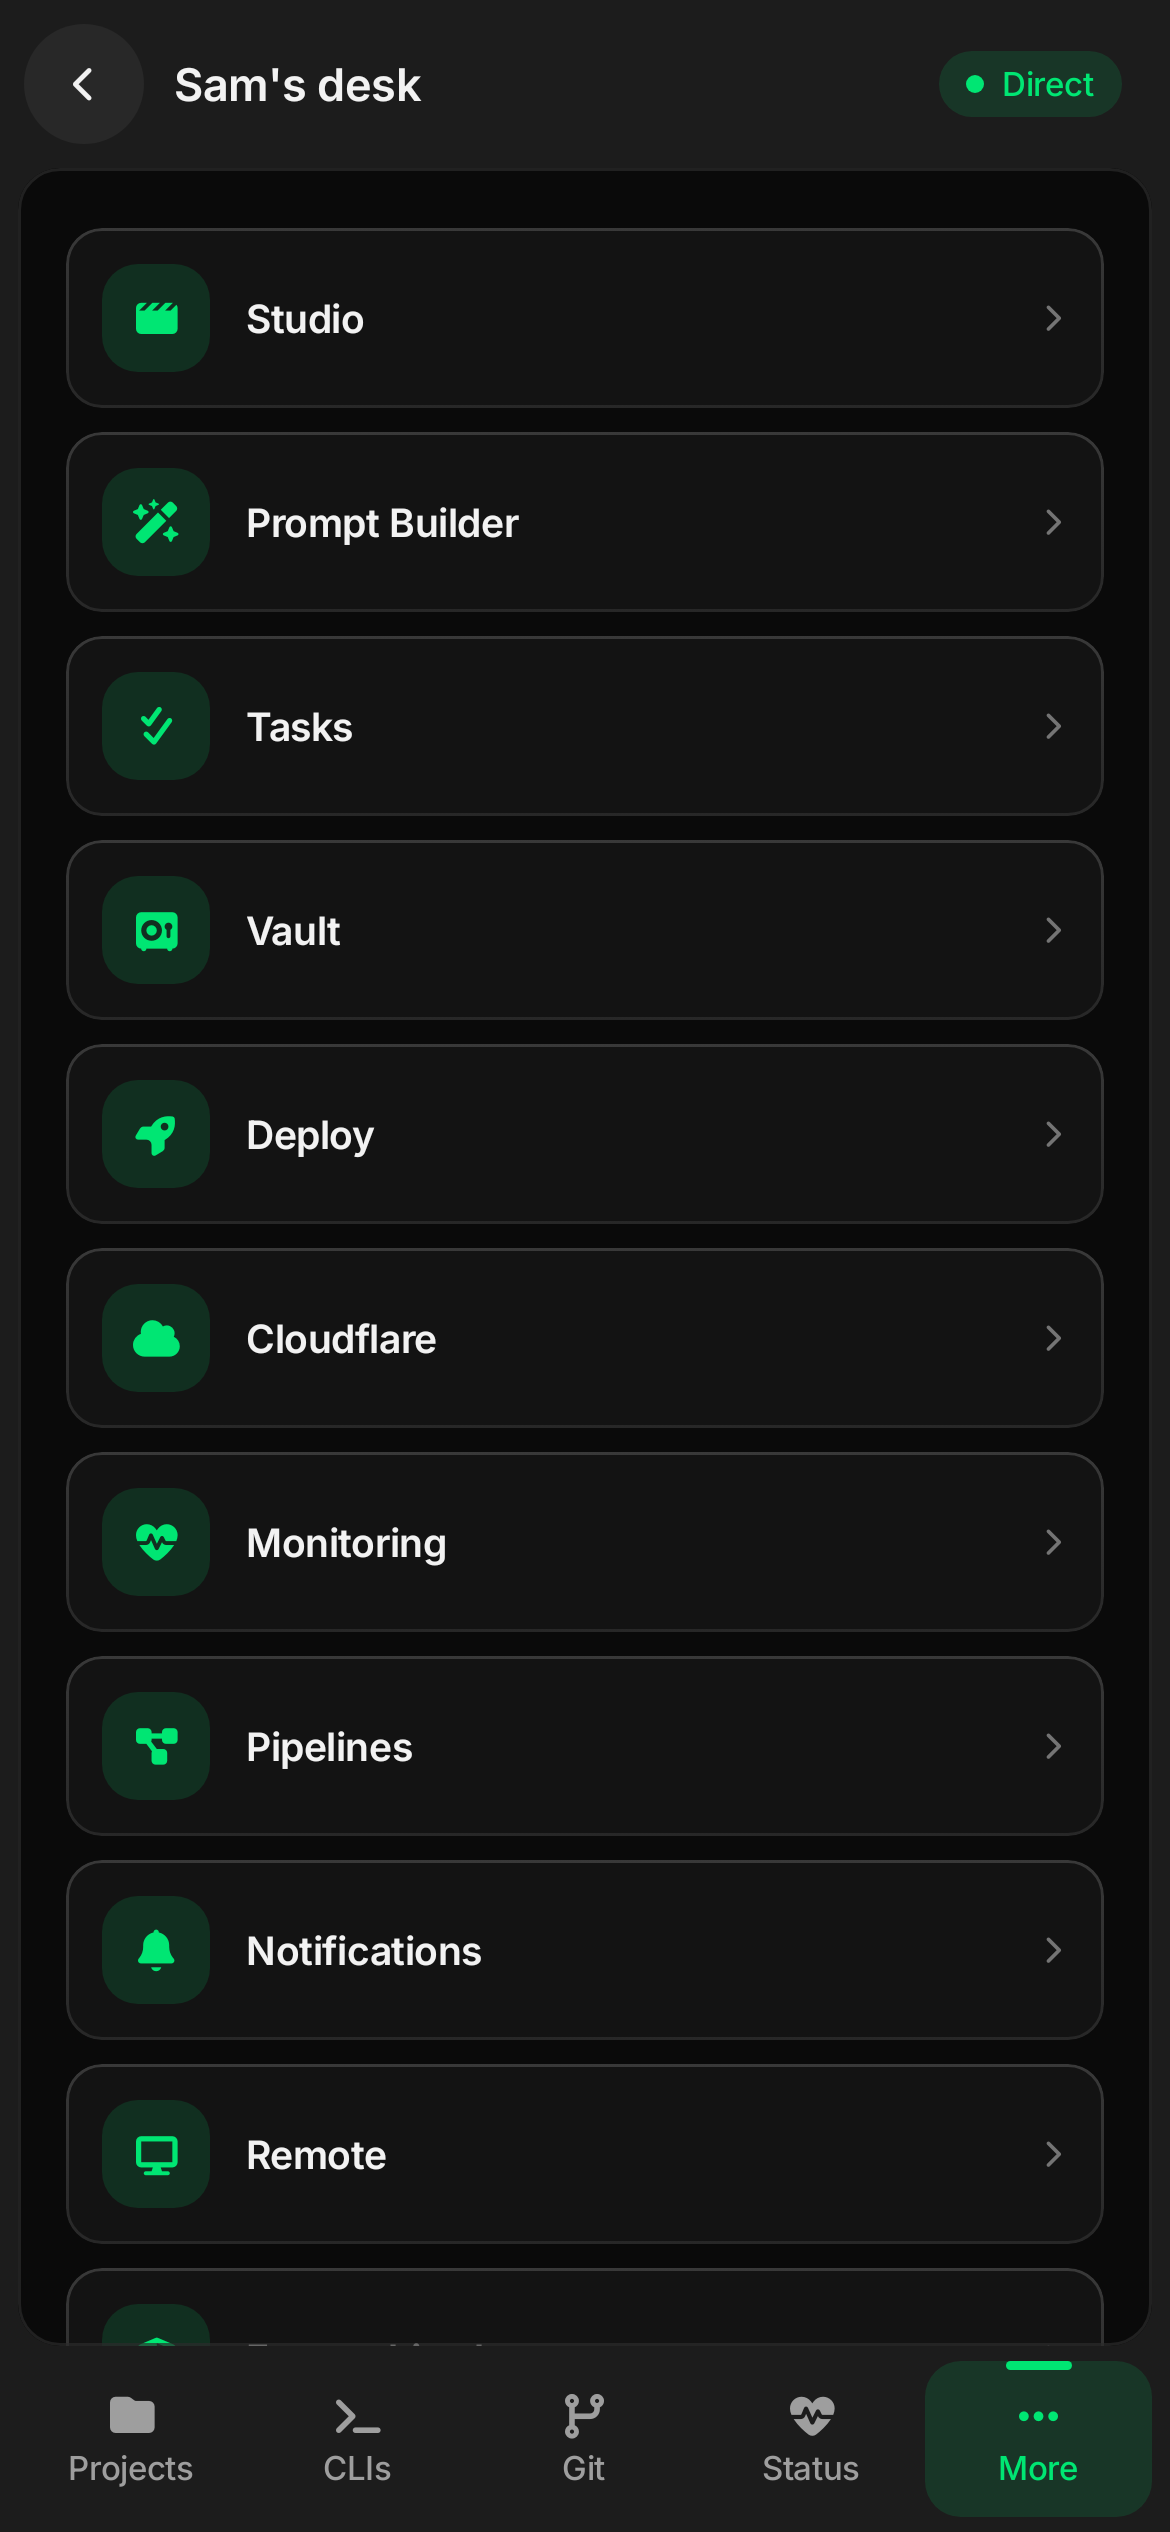 Sam's desk
Direct
Studio
Prompt Builder
Tasks
Vault
Deploy
Cloudflare
Monitoring
Pipelines
Notifications
Remote
Projects
CLIs
Git
Status
More